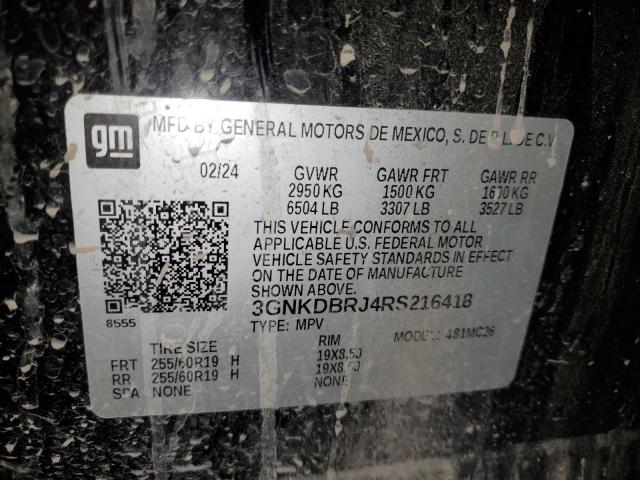 gm
MFD BY GENERAL MOTORS DE MEXICO, S. DE R.L. DE C.V
02/24 GVWR GAWR FRT GAWR RR
2950 KG 1500 KG 1600 KG
6504 LB 3307 LB 3527 LB
THIS VEHICLE CONFORMS TO ALL
APPLICABLE U.S. FEDERAL MOTOR
VEHICLE SAFETY STANDARDS IN EFFECT
ON THE DATE OF MANUFACTURE
SHOWN ABOVE.
3GNKDBRJ4RS216418
8555
TYPE: MPV MODEL: 481MC26
TIRE SIZE RIM
FRT 255/60R19 H 19X8.5J
RR 255/60R19 H 19X8.5J
SPA NONE NONE